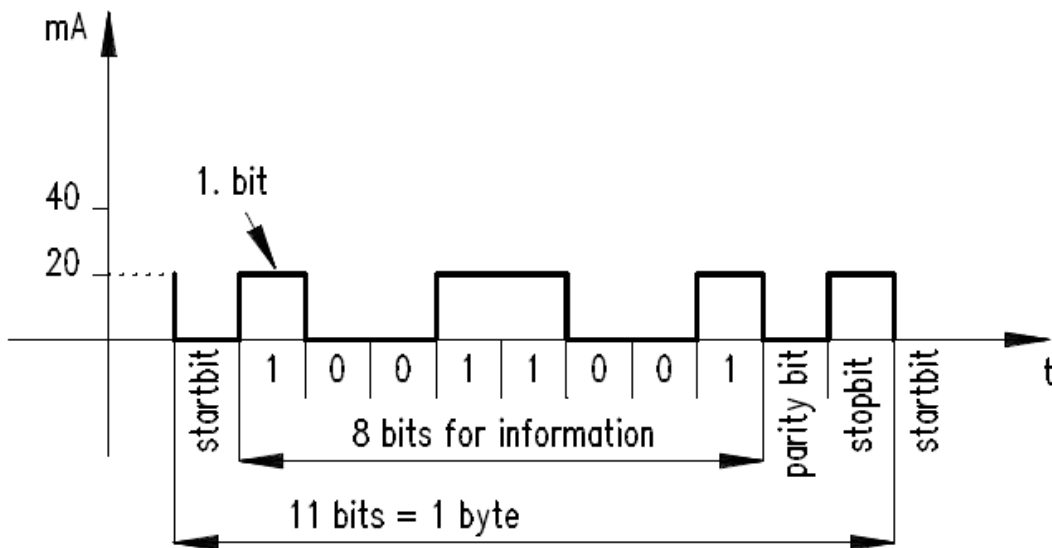 mA
40
20
1. bit
startbit
1 0 0 1 1 0 0 1
parity bit
stopbit
startbit
t
8 bits for information
11 bits = 1 byte